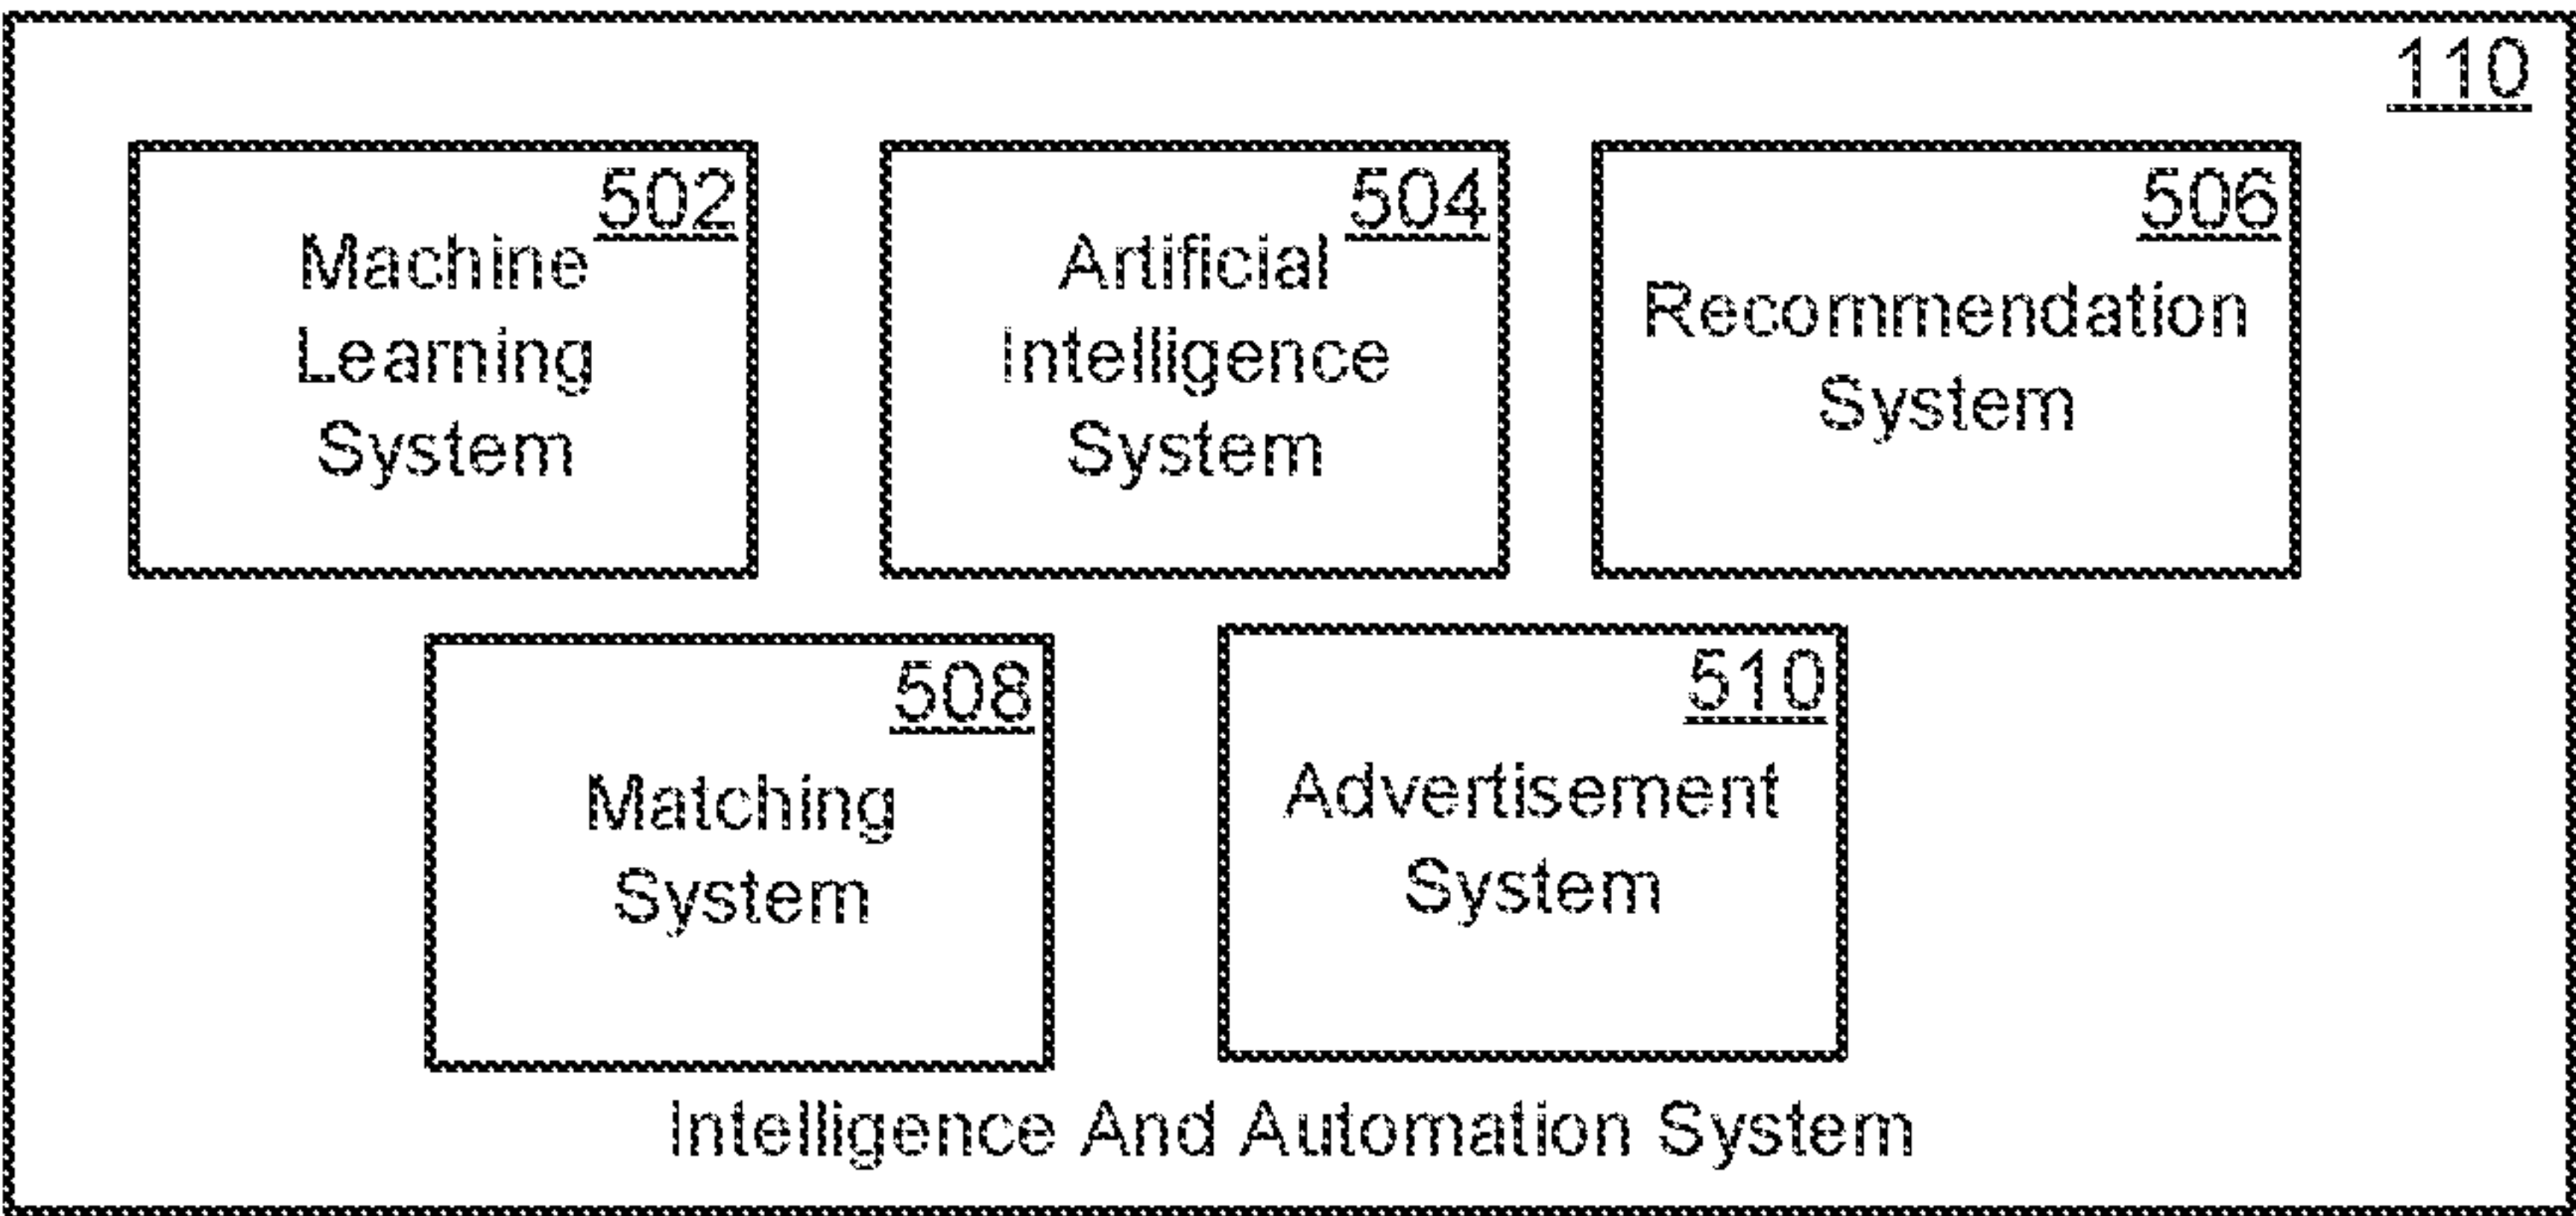 110
502
Machine
Learning
System
504
Artificial
Intelligence
System
506
Recommendation
System
508
Matching
System
510
Advertisement
System
Intelligence And Automation System